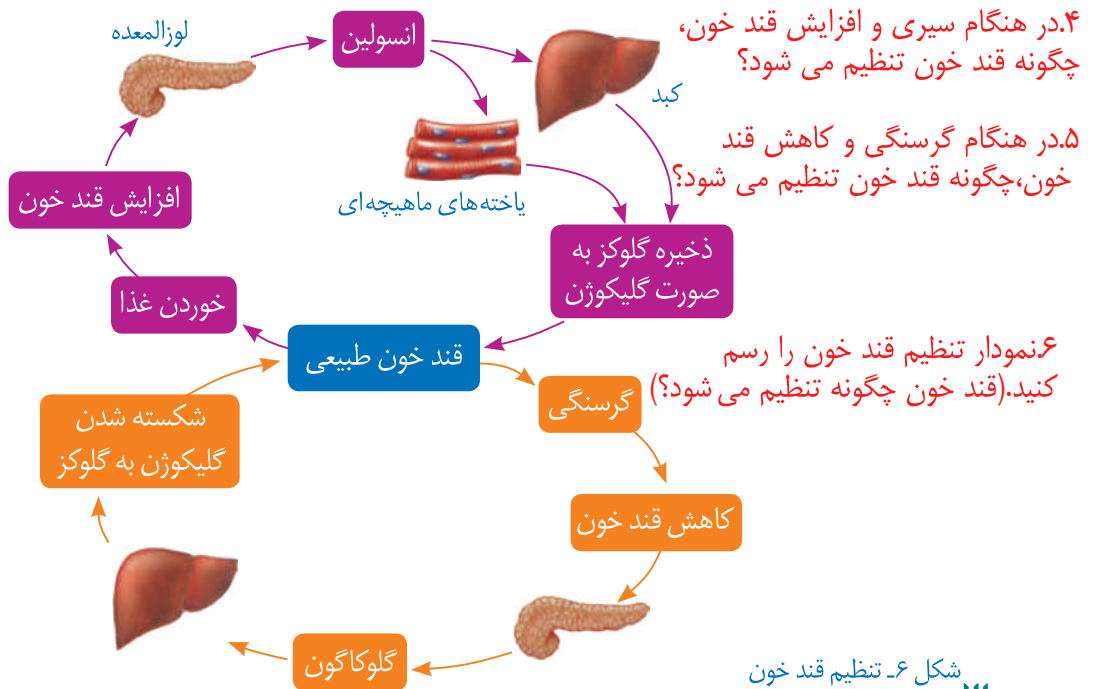 ۴.در هنگام سیری و افزایش قند خون،
چگونه قند خون تنظیم می شود؟
۵.در هنگام گرسنگی و کاهش قند
خون،چگونه قند خون تنظیم می شود؟
۶.نمودار تنظیم قند خون را رسم
کنید.(قند خون چگونه تنظیم می شود؟)
لوزالمعده
انسولین
کبد
یاخته‌های ماهیچه‌ای
افزایش قند خون
ذخیره گلوکز به
صورت گلیکوژن
خوردن غذا
قند خون طبیعی
گرسنگی
شکسته شدن
گلیکوژن به گلوکز
کاهش قند خون
گلوکاگون
شکل ۶ـ تنظیم قند خون